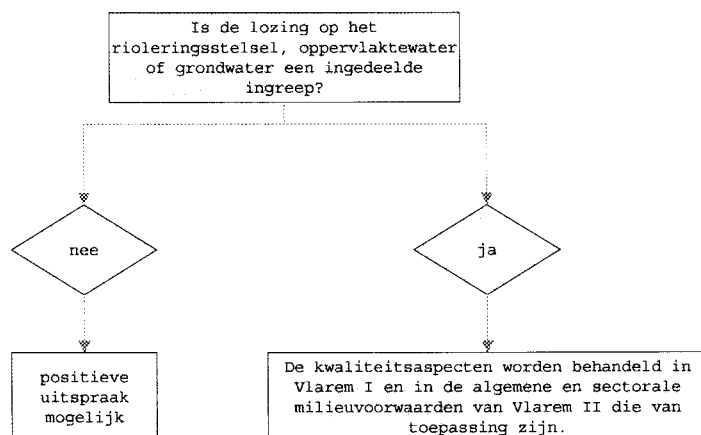 Is de lozing op het
rioleringsstelsel, oppervlaktewater
of grondwater een ingedeelde
ingreep?
nee
ja
positieve
uitspraak
mogelijk
De kwaliteitsaspecten worden behandeld in
Vlarem I en in de algemene en sectorale
milieuvoorwaarden van Vlarem II die van
toepassing zijn.